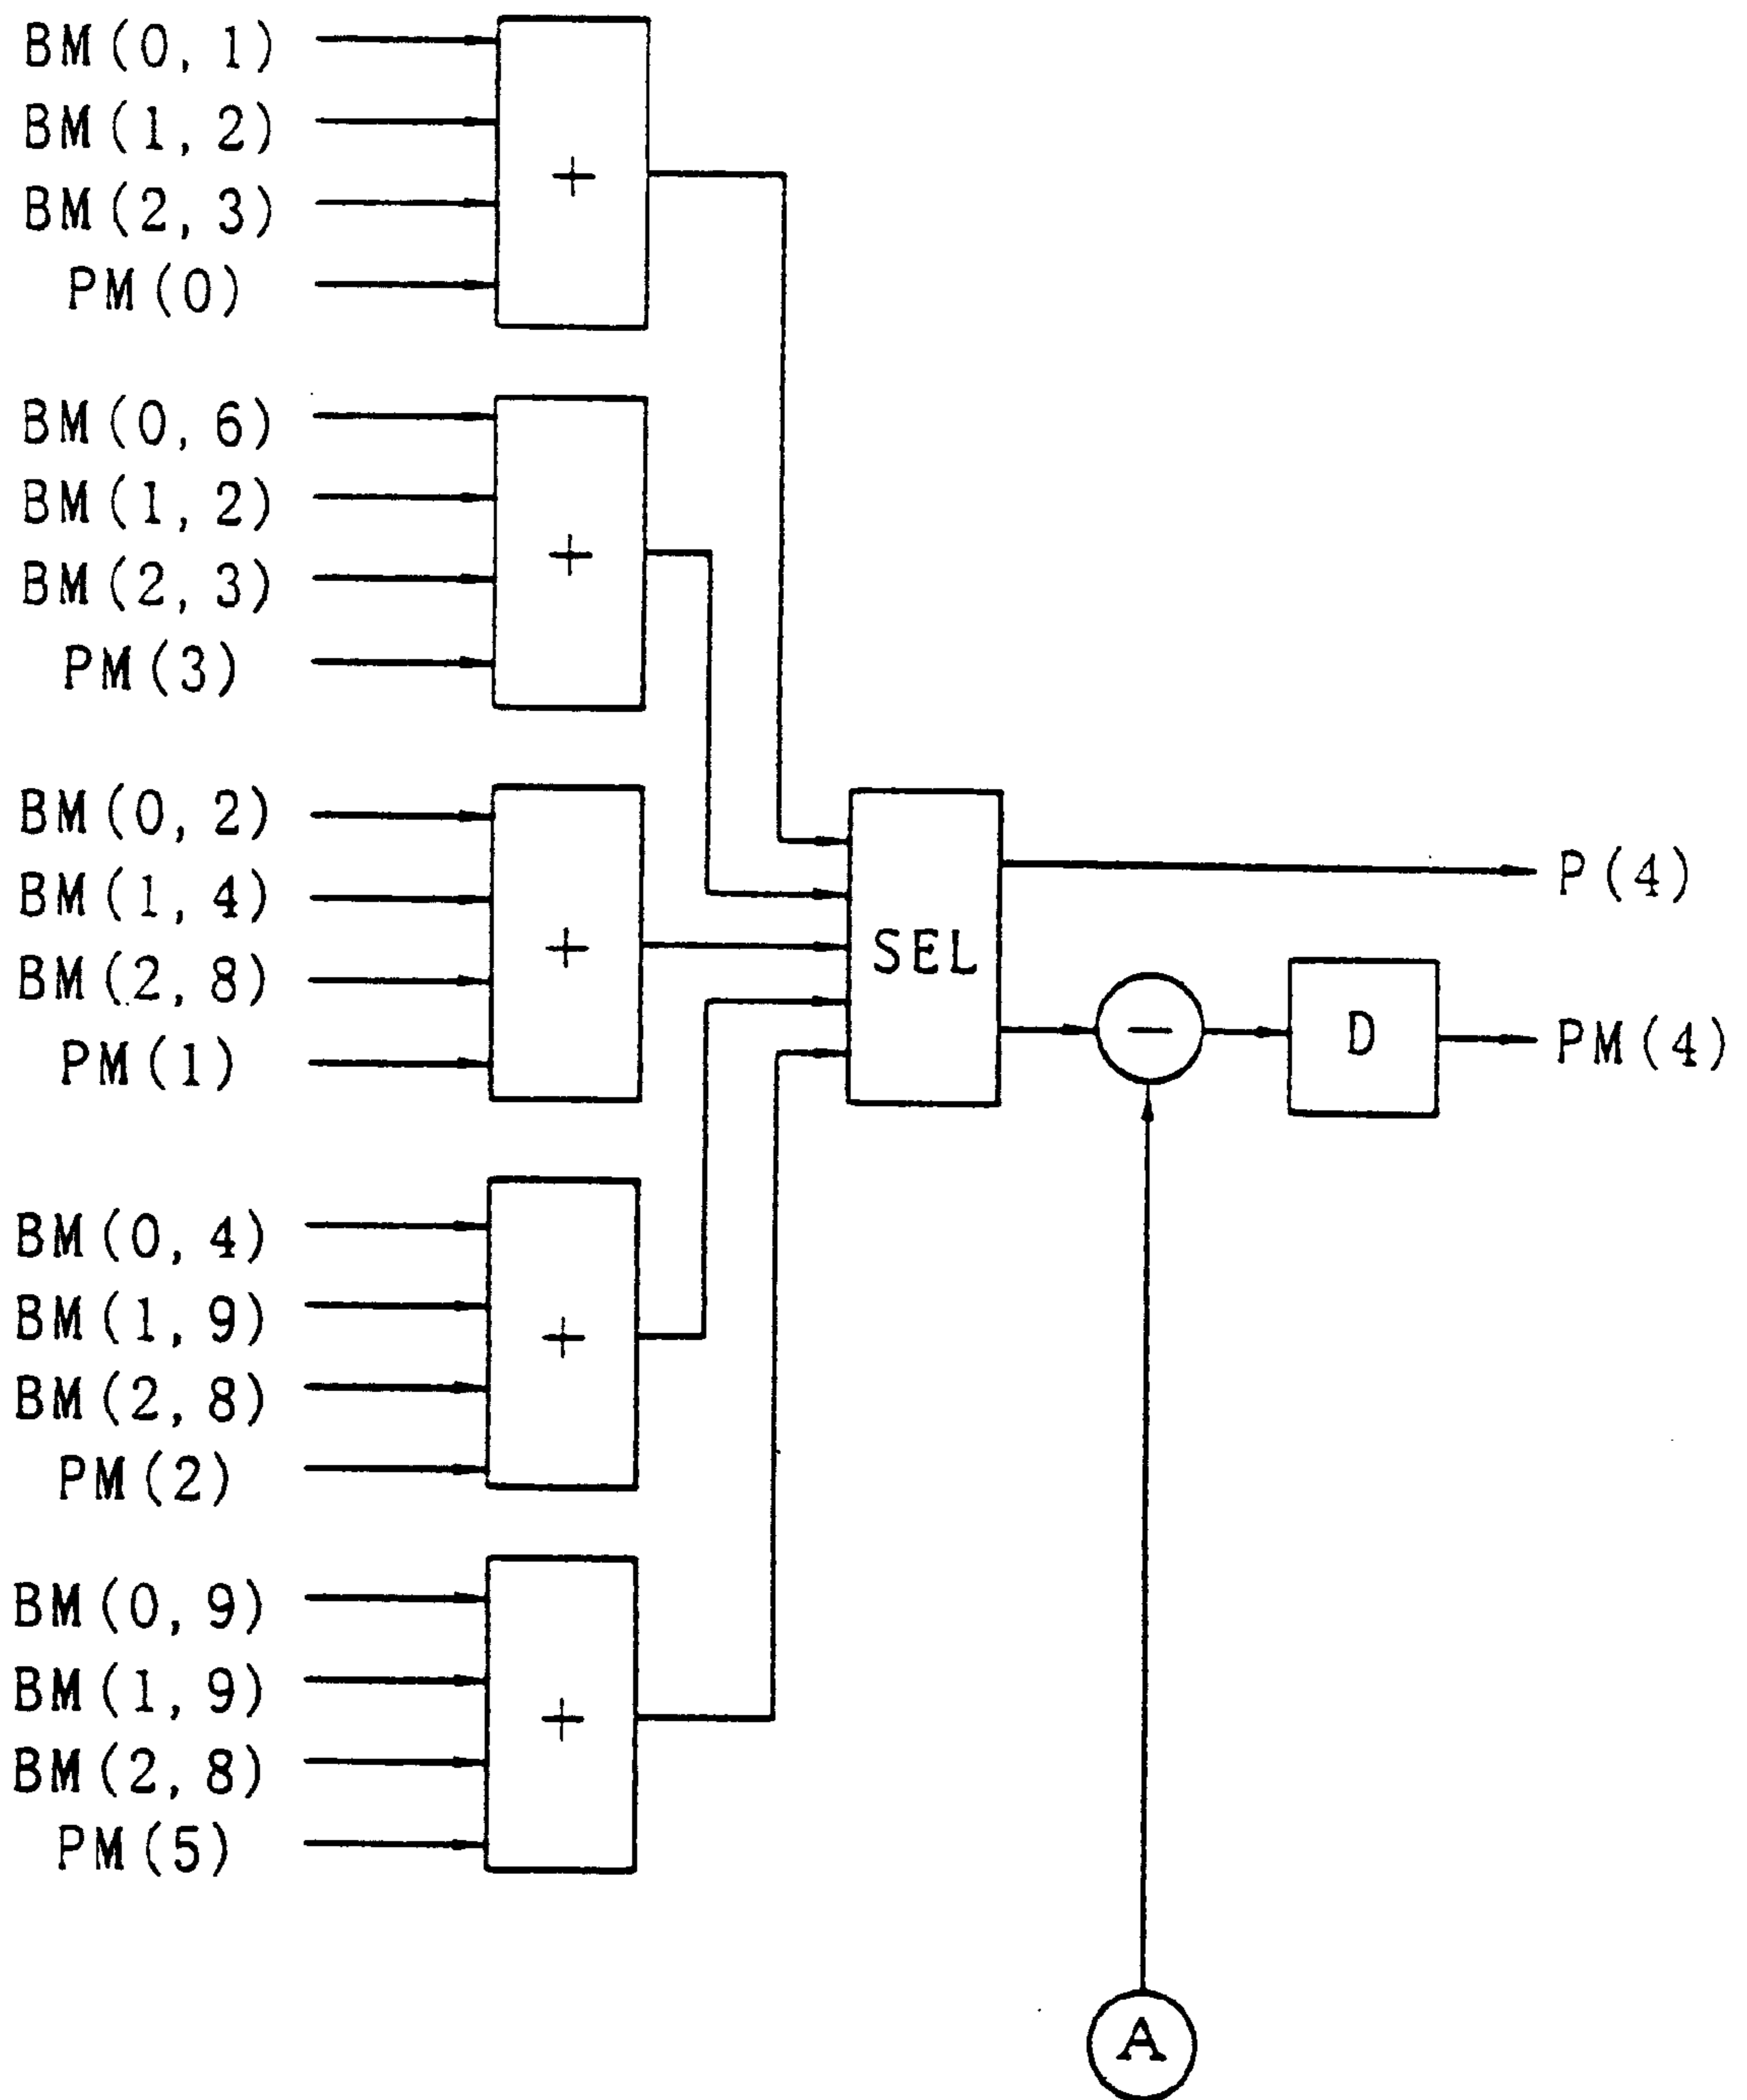 BM(0, 1)
BM(1, 2)
BM(2, 3)
PM(0)
+
BM(0, 6)
BM(1, 2)
BM(2, 3)
PM(3)
+
BM(0, 2)
BM(1, 4)
BM(2, 8)
PM(1)
+
BM(0, 4)
BM(1, 9)
BM(2, 8)
PM(2)
+
BM(0, 9)
BM(1, 9)
BM(2, 8)
PM(5)
+
SEL
P(4)
−
D
PM(4)
A